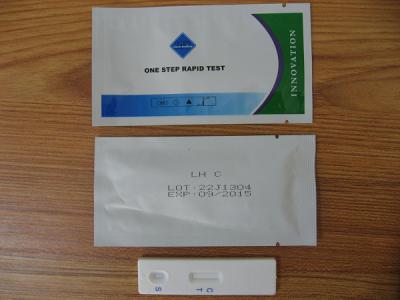 ONE STEP RAPID TEST
INNOVATION
LH C
LOT:22J1304
EXP:09/2015
C
T
S